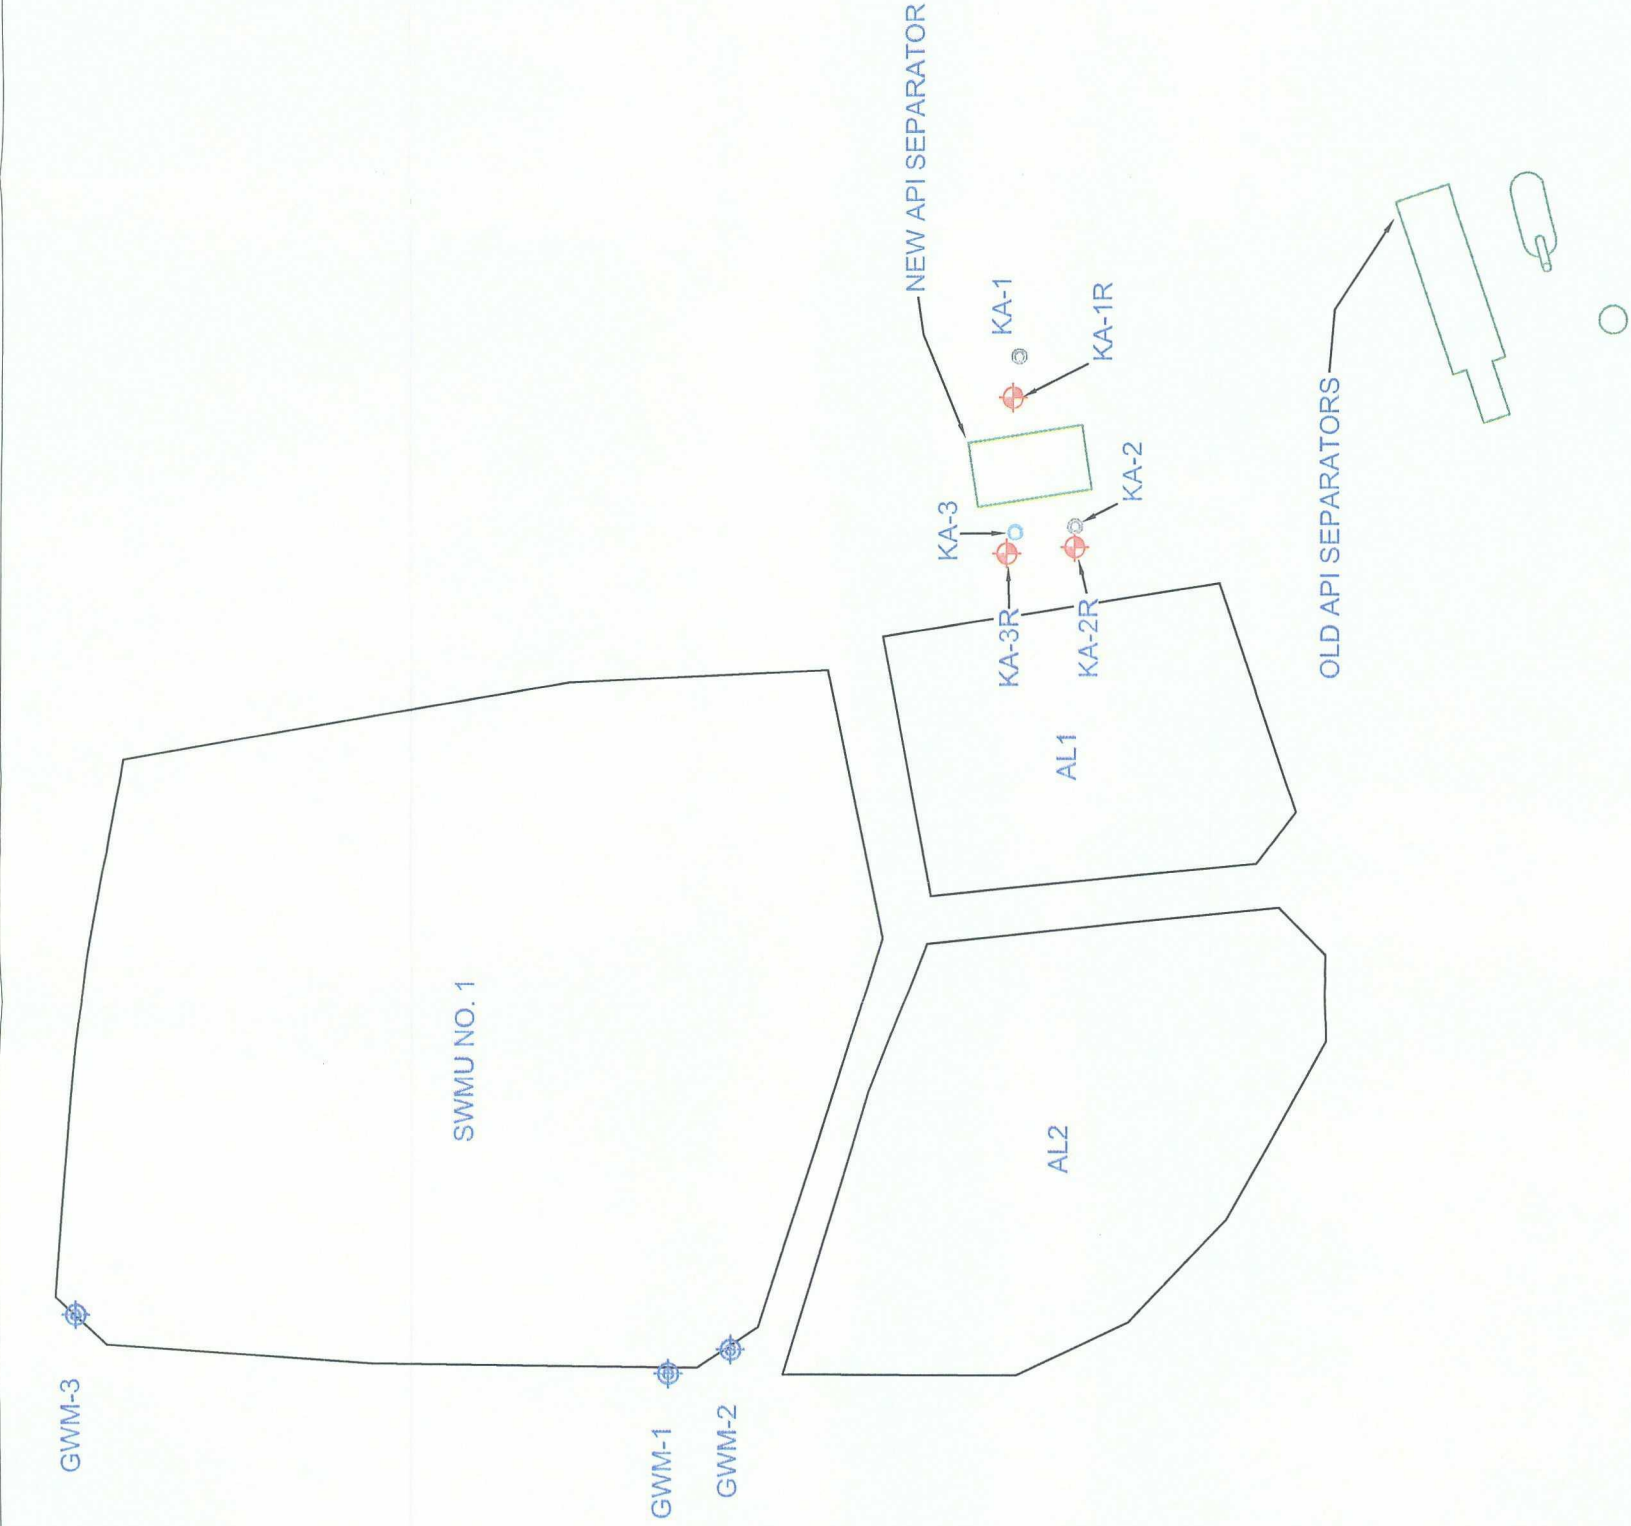 GWM-3
GWM-1
GWM-2
SWMU NO. 1
AL2
AL1
KA-3R
KA-2R
KA-3
KA-2
KA-1
KA-1R
NEW API SEPARATOR
OLD API SEPARATORS